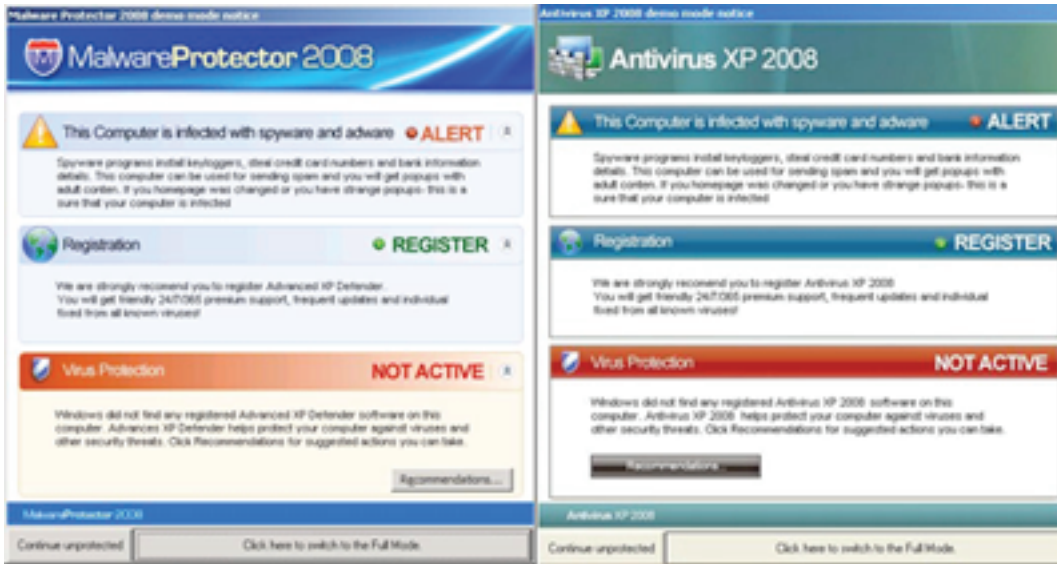 Malware Protector 2008 demo mode notice
MalwareProtector 2008
This Computer is infected with spyware and adware ALERT
Spyware programs install keyloggers, steal credit card numbers and bank information
details. This computer can be used for sending spam and you will get popups with
adult conten. If you homepage was changed or you have strange popups- this is a
sure that your computer is infected
Registration REGISTER
We are strongly recomend you to register Advanced XP Defender.
You will get friendly 24/7/365 premium support, frequent updates and individual
fixed from all known viruses!
Virus Protection NOT ACTIVE
Windows did not find any registered Advanced XP Defender software on this
computer. Advances XP Defender helps protect your computer against viruses and
other security threats. Click Recommendations for suggested actions you can take.
Recommendations...
MalwareProtector 2008
Continue unprotected Click here to switch to the Full Mode.
Antivirus XP 2008 demo mode notice
Antivirus XP 2008
This Computer is infected with spyware and adware ALERT
Spyware programs install keyloggers, steal credit card numbers and bank information
details. This computer can be used for sending spam and you will get popups with
adult conten. If you homepage was changed or you have strange popups- this is a
sure that your computer is infected
Registration REGISTER
We are strongly recomend you to register Antivirus XP 2008
You will get friendly 24/7/365 premium support, frequent updates and individual
fixed from all known viruses!
Virus Protection NOT ACTIVE
Windows did not find any registered Antivirus XP 2008 software on this
computer. Antivirus XP 2008 helps protect your computer against viruses and
other security threats. Click Recommendations for suggested actions you can take.
Recommendations...
Antivirus XP 2008
Continue unprotected Click here to switch to the Full Mode.